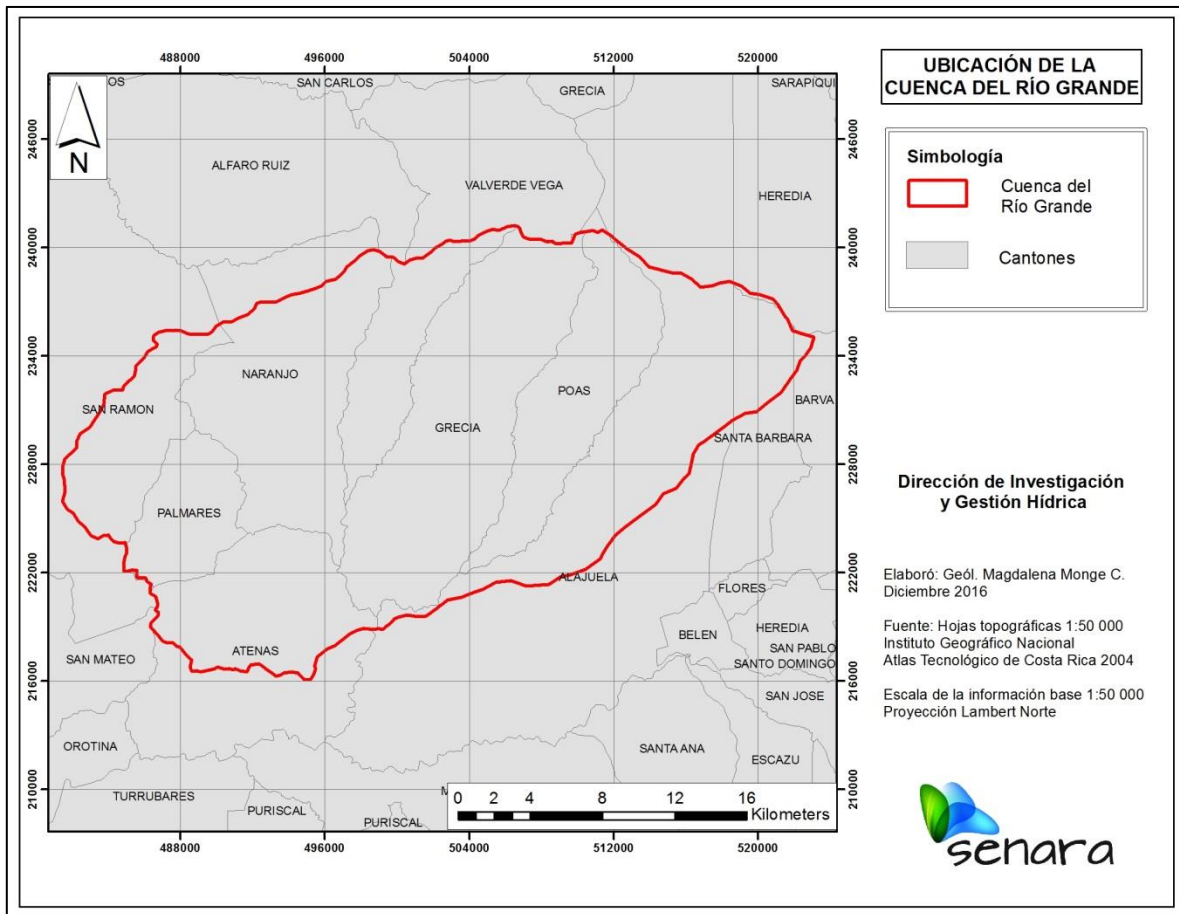 UBICACIÓN DE LA
CUENCA DEL RÍO GRANDE
Simbología
Cuenca del
Río Grande
Cantones
Dirección de Investigación
y Gestión Hídrica
Elaboró: Geól. Magdalena Monge C.
Diciembre 2016
Fuente: Hojas topográficas 1:50 000
Instituto Geográfico Nacional
Atlas Tecnológico de Costa Rica 2004
Escala de la información base 1:50 000
Proyección Lambert Norte
senara
488000 496000 504000 512000 520000
OS
SAN CARLOS
GRECIA
SARAPIQUI
N
246000 246000
ALFARO RUIZ
VALVERDE VEGA
HEREDIA
240000 240000
234000 234000
NARANJO
POAS
BARVA
SAN RAMON
GRECIA
SANTA BARBARA
228000 228000
PALMARES
222000 222000
ALAJUELA
FLORES
HEREDIA
BELEN
SAN PABLO
ATENAS
SAN MATEO
SANTO DOMINGO
216000 216000
SAN JOSE
OROTINA
SANTA ANA
ESCAZU
210000 210000
TURRUBARES
M
PURISCAL
PURISCAL
0 2 4 8 12 16
Kilometers
488000 496000 504000 512000 520000